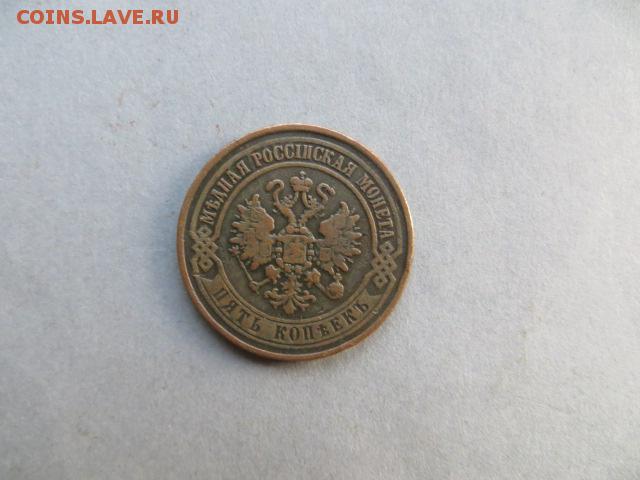 COINS.LAVE.RU
МѢДНАЯ РОССІЙСКАЯ МОНЕТА
ПЯТЬ КОПѢЕКЪ